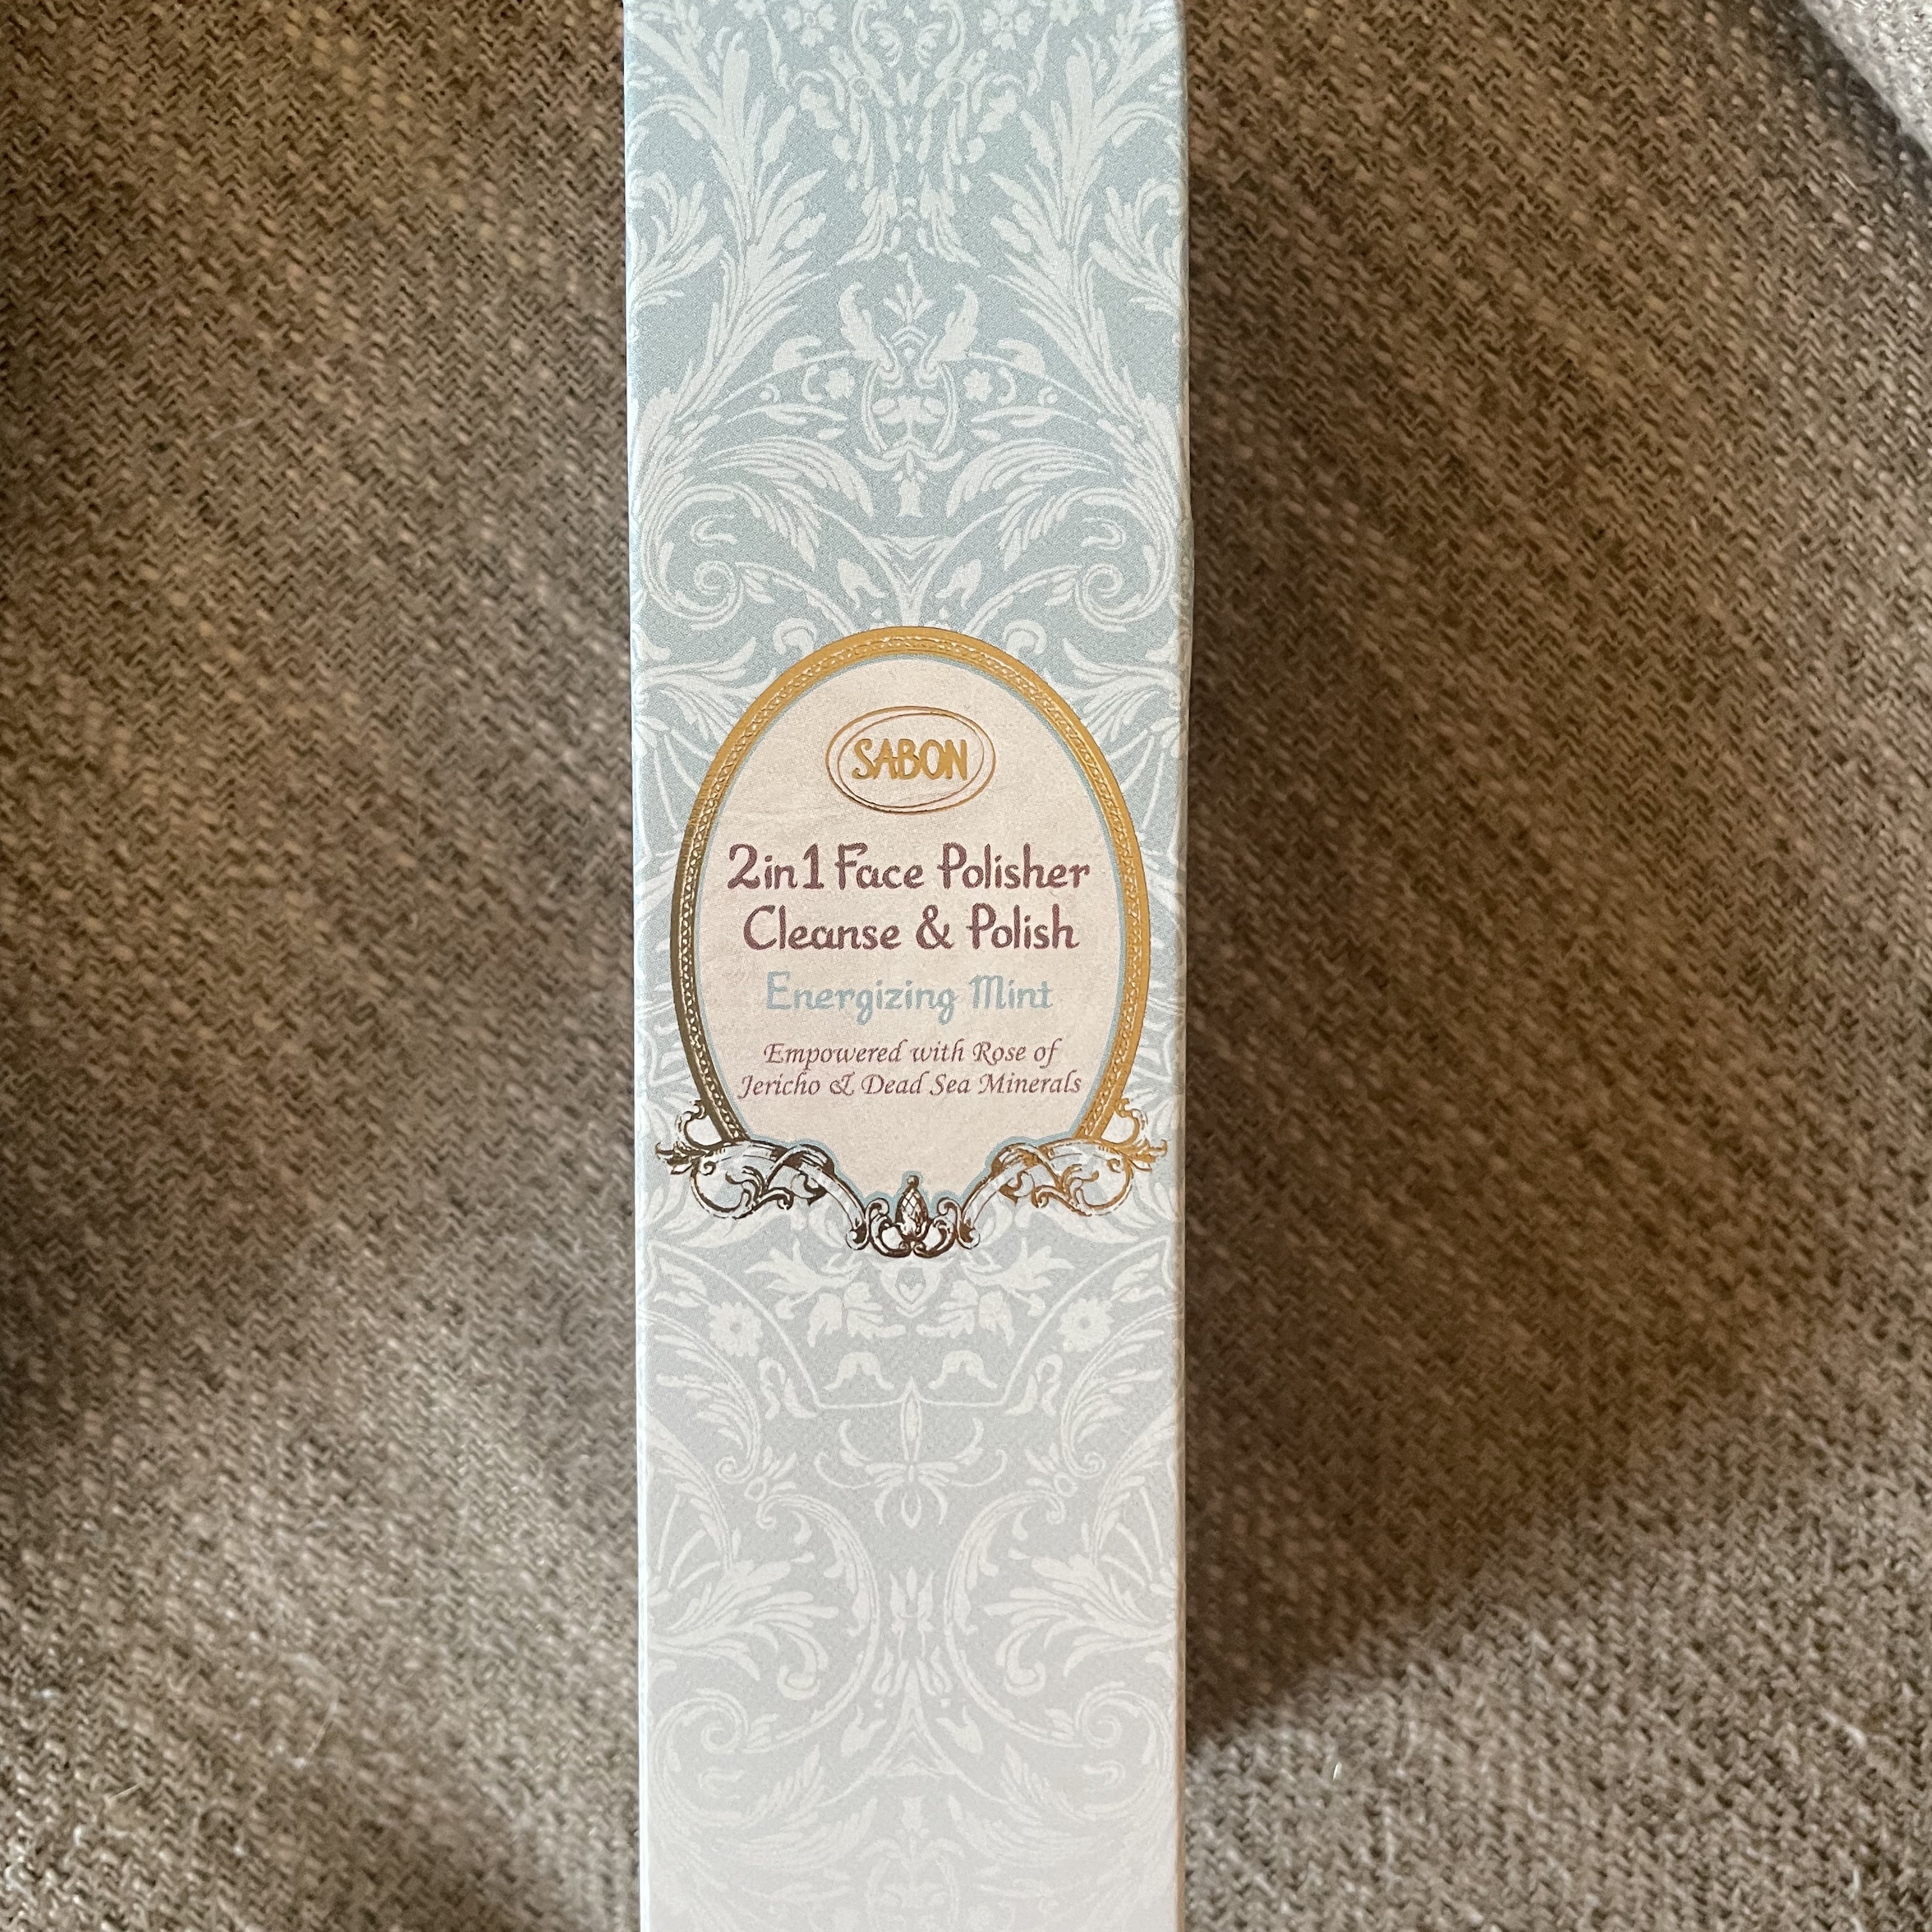 SABON
2in1 Face Polisher
Cleanse & Polish
Energizing Mint
Empowered with Rose of
Jericho & Dead Sea Minerals